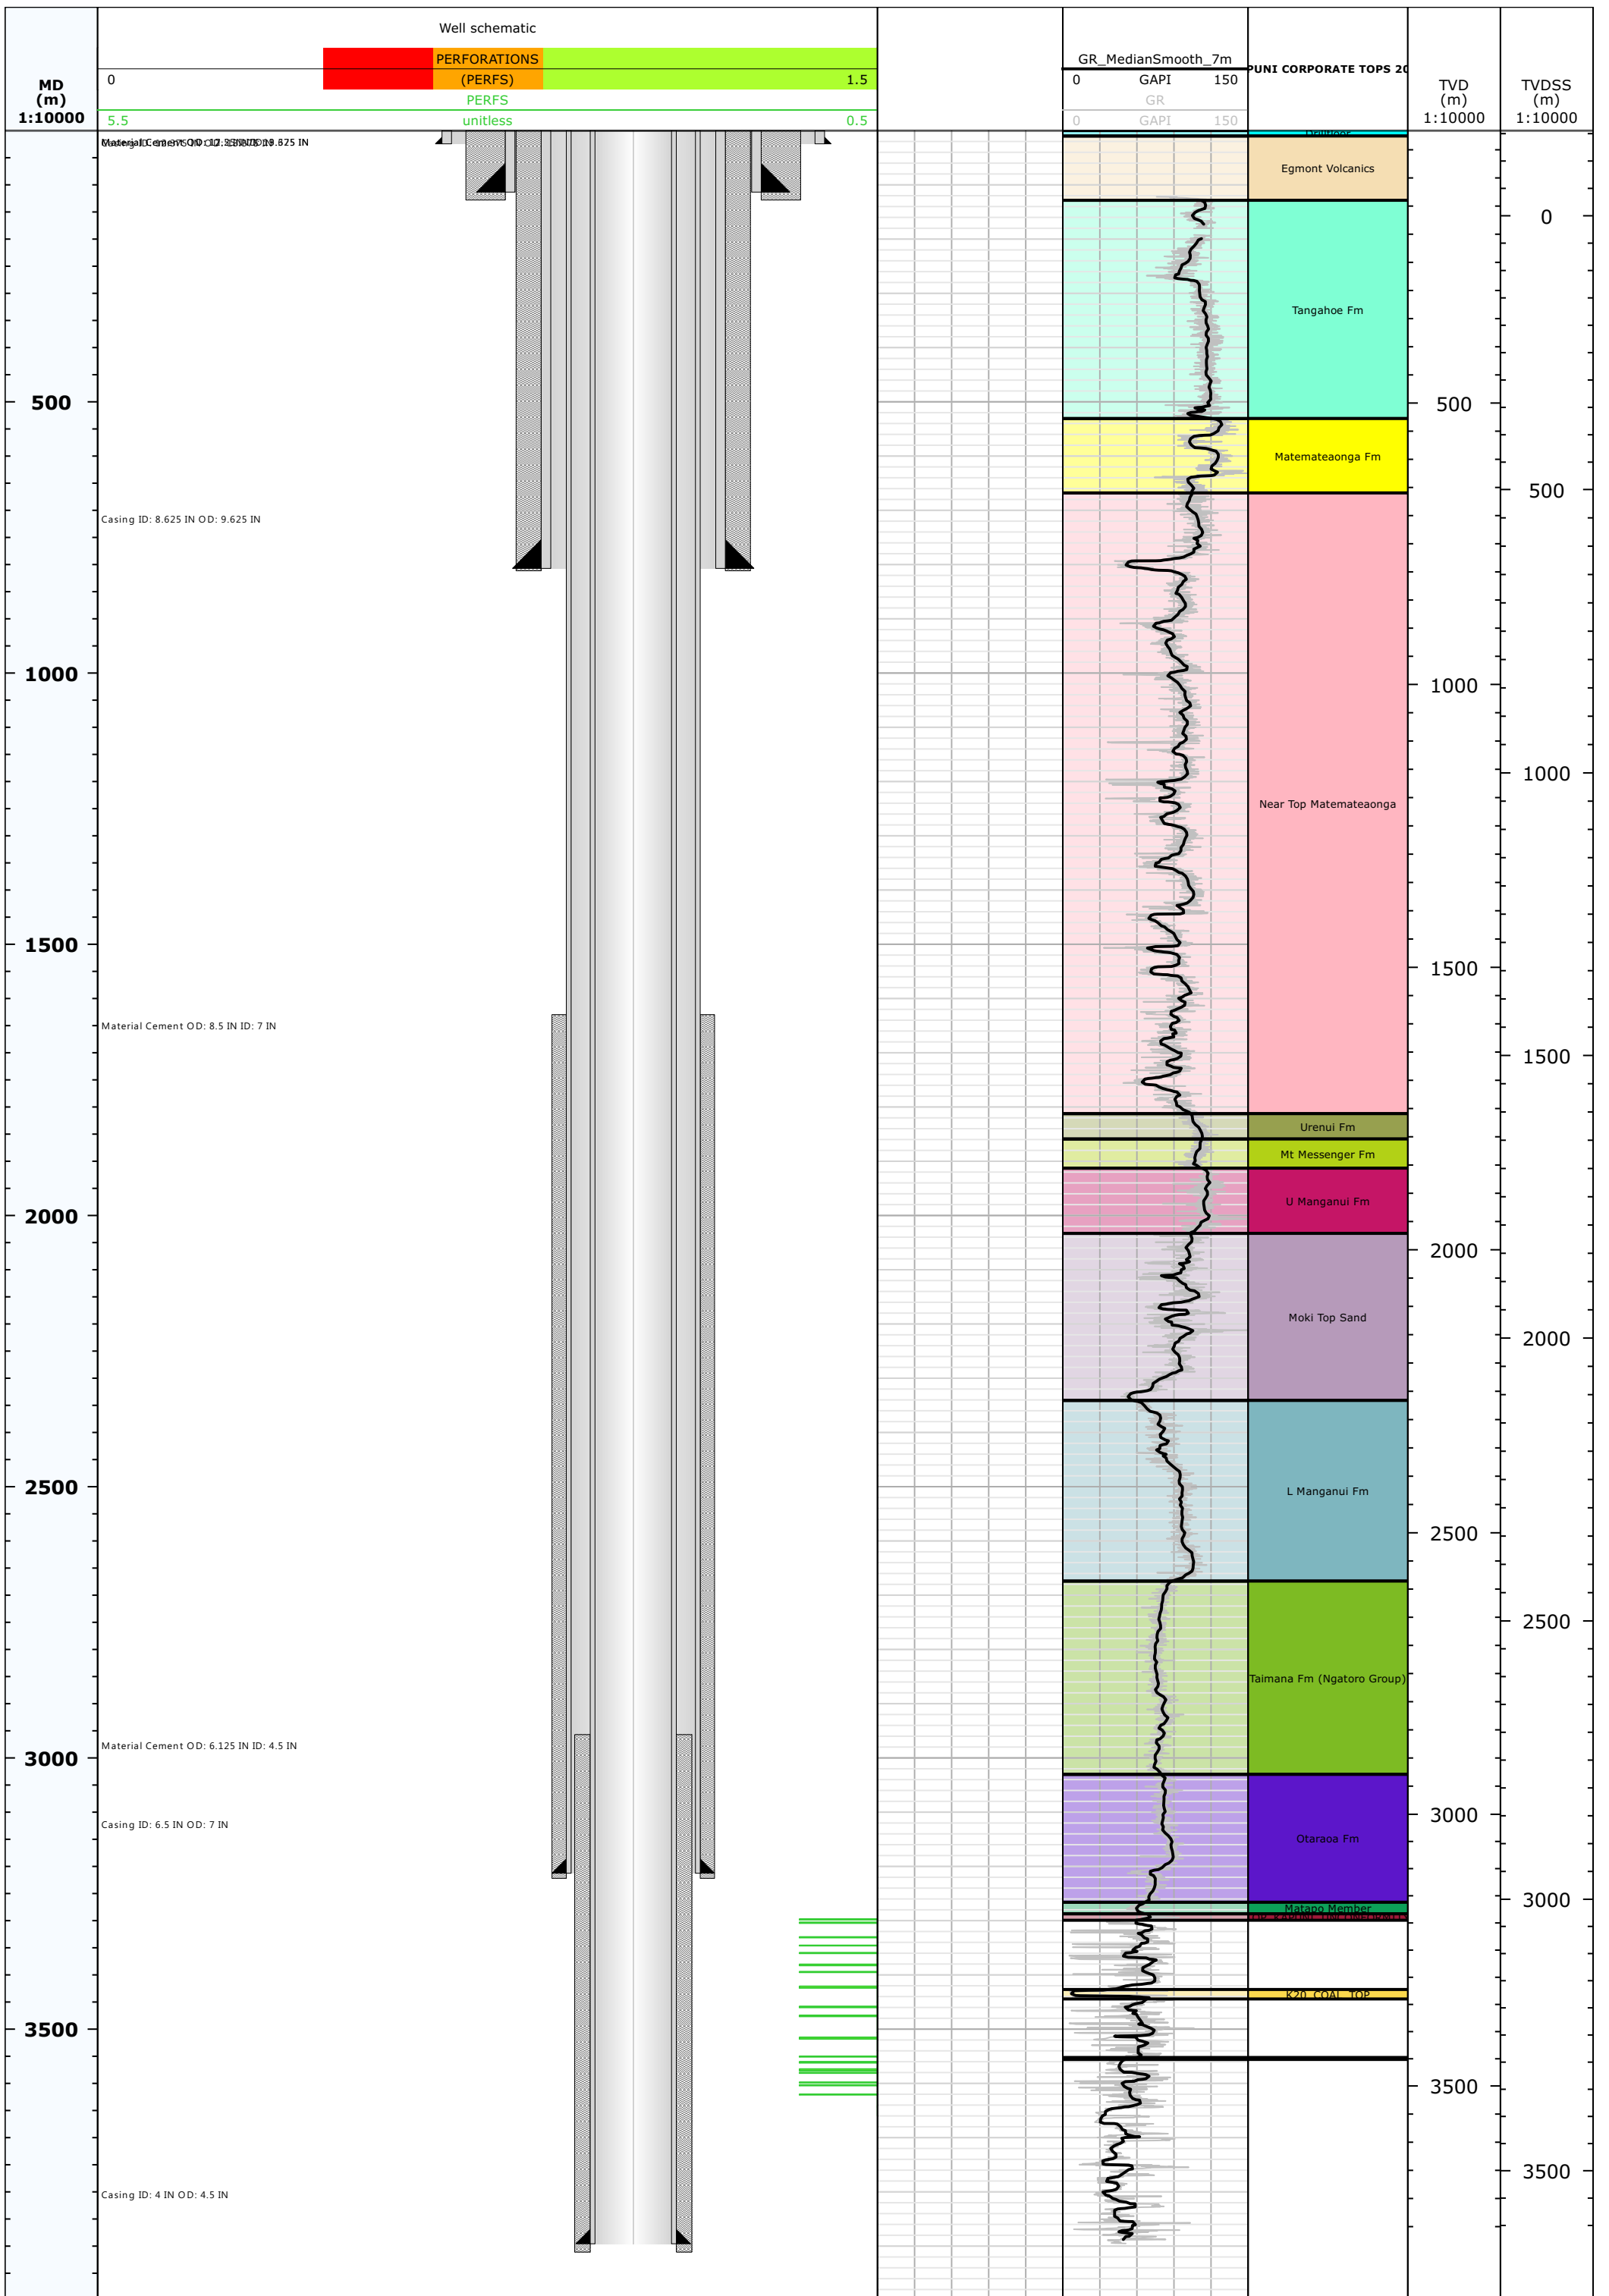 Well schematic
PERFORATIONS
0 (PERFS) 1.5
PERFS
5.5 unitless 0.5
MD
(m)
1:10000
GR_MedianSmooth_7m
0 GAPI 150
GR
0 GAPI 150
PUNI CORPORATE TOPS 20
TVD
(m)
1:10000
TVDSS
(m)
1:10000
Egmont Volcanics
0
Tangahoe Fm
500
500
Matemateaonga Fm
500
Casing ID: 8.625 IN OD: 9.625 IN
1000
1000
1000
Near Top Matemateaonga
1500
1500
Material Cement OD: 8.5 IN ID: 7 IN
1500
Urenui Fm
Mt Messenger Fm
U Manganui Fm
2000
2000
Moki Top Sand
2000
2500
L Manganui Fm
2500
2500
Taimana Fm (Ngatoro Group)
Material Cement OD: 6.125 IN ID: 4.5 IN
3000
3000
Casing ID: 6.5 IN OD: 7 IN
Otaraoa Fm
3000
Matapo Member
K20_COAL_TOP
3500
3500
3500
Casing ID: 4 IN OD: 4.5 IN